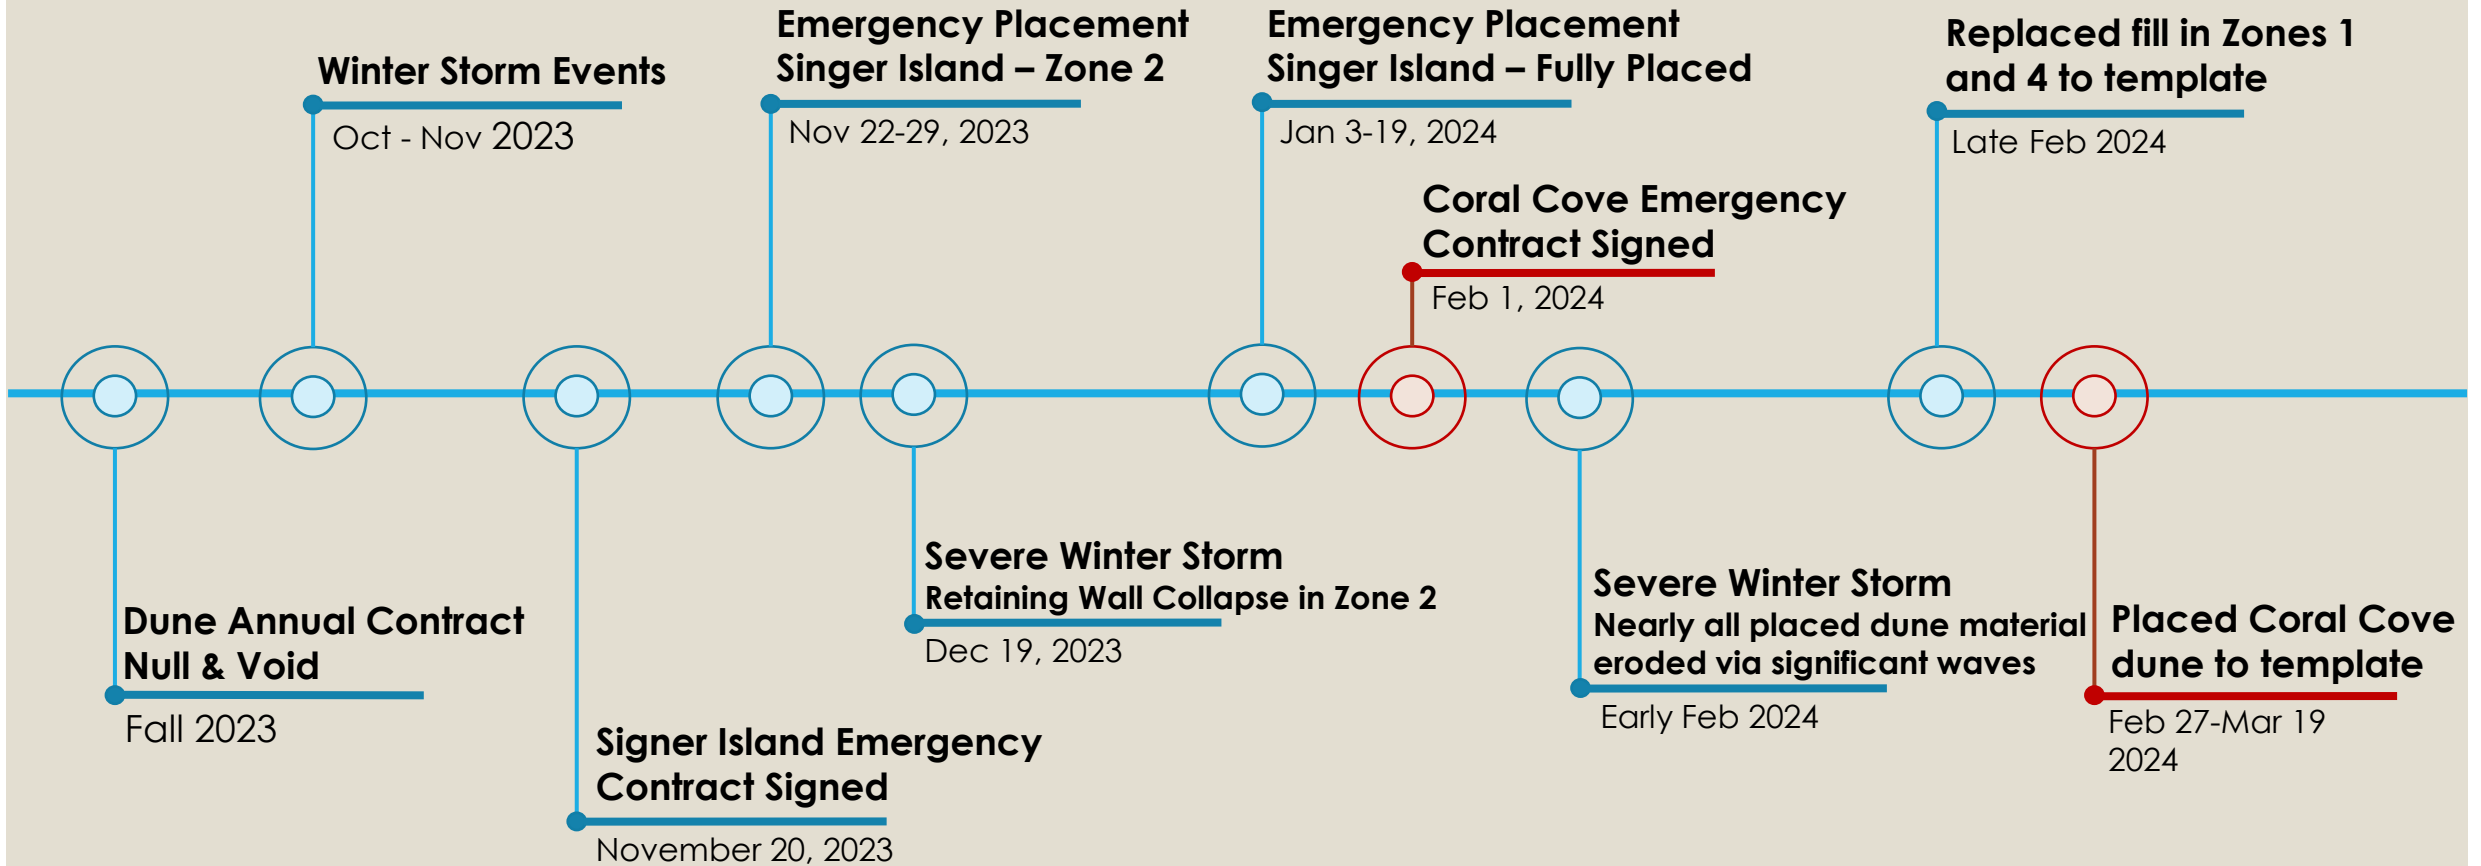 Winter Storm Events
Oct - Nov 2023
Emergency Placement
Singer Island – Zone 2
Nov 22-29, 2023
Emergency Placement
Singer Island – Fully Placed
Jan 3-19, 2024
Coral Cove Emergency
Contract Signed
Feb 1, 2024
Replaced fill in Zones 1
and 4 to template
Late Feb 2024
Dune Annual Contract
Null & Void
Fall 2023
Signer Island Emergency
Contract Signed
November 20, 2023
Severe Winter Storm
Retaining Wall Collapse in Zone 2
Dec 19, 2023
Severe Winter Storm
Nearly all placed dune material
eroded via significant waves
Early Feb 2024
Placed Coral Cove
dune to template
Feb 27-Mar 19
2024